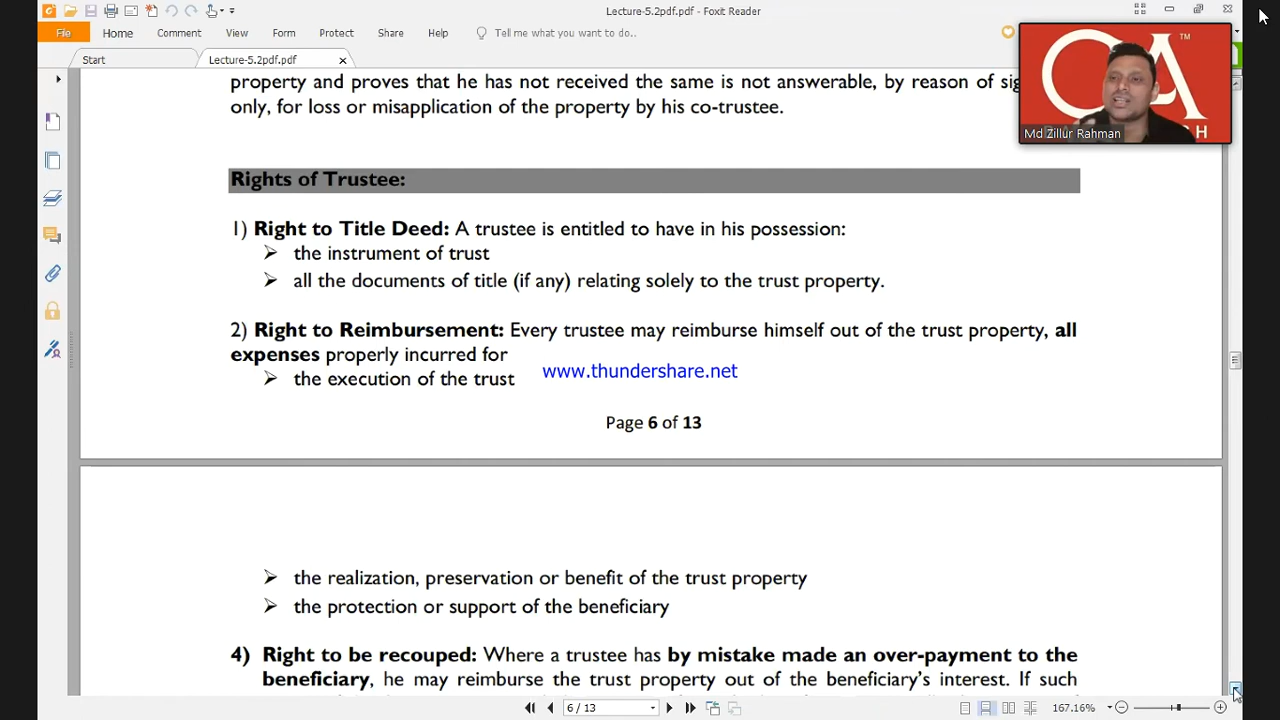 Lecture-5.2pdf.pdf - Foxit Reader
File Home Comment View Form Protect Share Help Tell me what you want to do..
Start Lecture-5.2pdf.pdf
property and proves that he has not received the same is not answerable, by reason of
only, for loss or misapplication of the property by his co-trustee.
CA
TM
H
Md Zillur Rahman
Rights of Trustee:
1) Right to Title Deed: A trustee is entitled to have in his possession:
➢ the instrument of trust
➢ all the documents of title (if any) relating solely to the trust property.
2) Right to Reimbursement: Every trustee may reimburse himself out of the trust property, all
expenses properly incurred for
➢ the execution of the trust
www.thundershare.net
Page 6 of 13
➢ the realization, preservation or benefit of the trust property
➢ the protection or support of the beneficiary
4) Right to be recouped: Where a trustee has by mistake made an over-payment to the
beneficiary, he may reimburse the trust property out of the beneficiary's interest. If such
6 / 13
167.16%